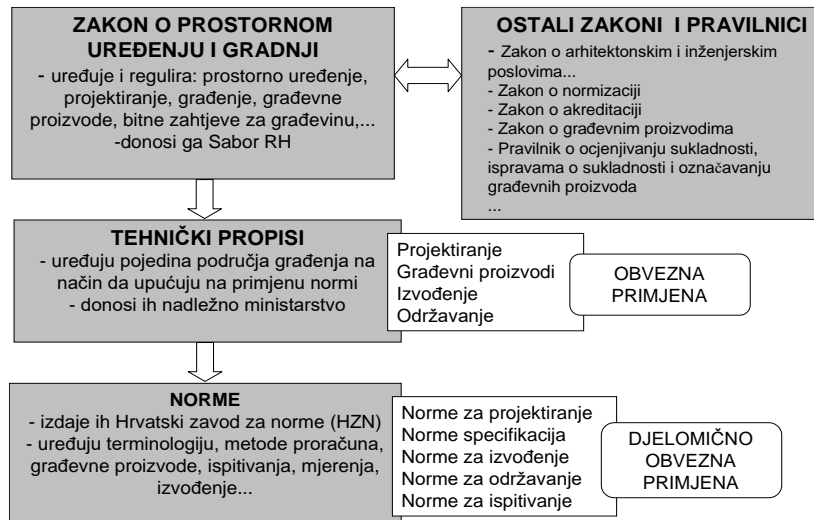 ZAKON O PROSTORNOM
UREĐENJU I GRADNJI
- uređuje i regulira: prostorno uređenje,
projektiranje, građenje, građevne
proizvode, bitne zahtjeve za građevinu,...
-donosi ga Sabor RH
OSTALI ZAKONI I PRAVILNICI
- Zakon o arhitektonskim i inženjerskim
poslovima...
- Zakon o normizaciji
- Zakon o akreditaciji
- Zakon o građevnim proizvodima
- Pravilnik o ocjenjivanju sukladnosti,
ispravama o sukladnosti i označavanju
građevnih proizvoda
...
TEHNIČKI PROPISI
- uređuju pojedina područja građenja na
način da upućuju na primjenu normi
- donosi ih nadležno ministarstvo
Projektiranje
Građevni proizvodi
Izvođenje
Održavanje
OBVEZNA
PRIMJENA
NORME
- izdaje ih Hrvatski zavod za norme (HZN)
- uređuju terminologiju, metode proračuna,
građevne proizvode, ispitivanja, mjerenja,
izvođenje...
Norme za projektiranje
Norme specifikacija
Norme za izvođenje
Norme za održavanje
Norme za ispitivanje
DJELOMIČNO
OBVEZNA
PRIMJENA